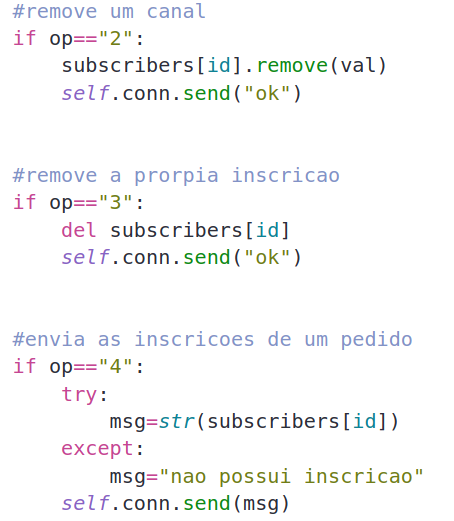 #remove um canal
if op=="2":
    subscribers[id].remove(val)
    self.conn.send("ok")
#remove a prorpia inscricao
if op=="3":
    del subscribers[id]
    self.conn.send("ok")
#envia as inscricoes de um pedido
if op=="4":
    try:
        msg=str(subscribers[id])
    except:
        msg="nao possui inscricao"
    self.conn.send(msg)